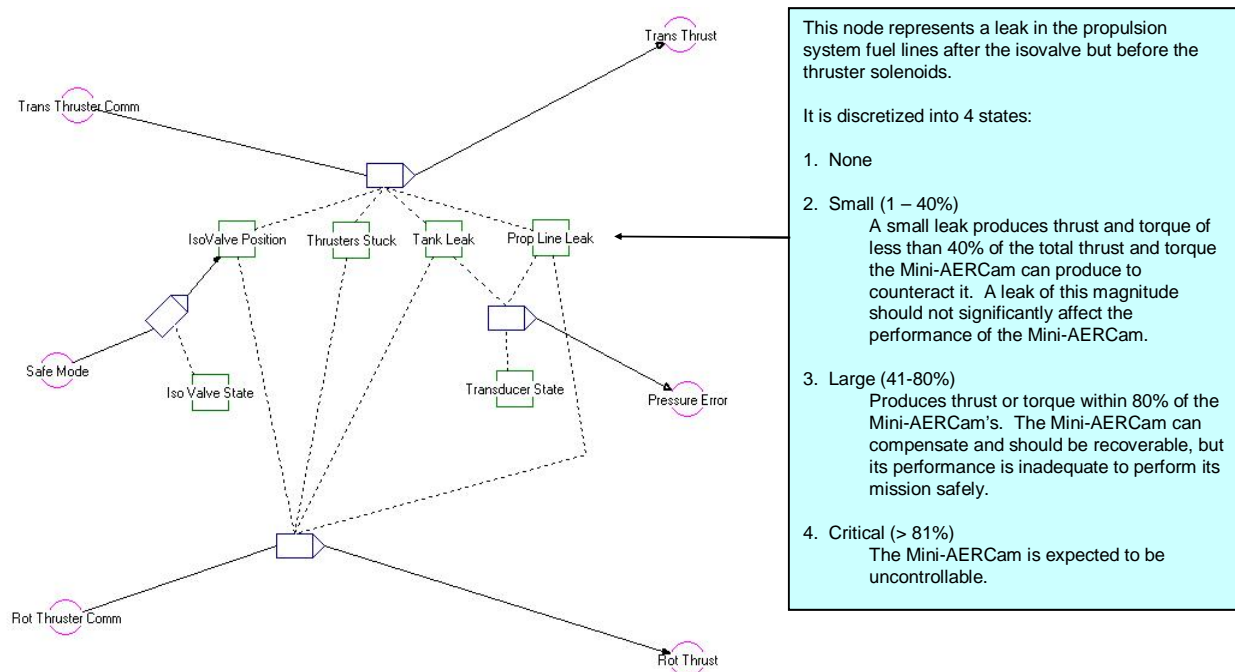 Trans Thrust
Trans Thruster Comm
IsoValve Position
Thrusters Stuck
Tank Leak
Prop Line Leak
Safe Mode
Iso Valve State
Transducer State
Pressure Error
Rot Thruster Comm
Rot Thrust
This node represents a leak in the propulsion
system fuel lines after the isovalve but before the
thruster solenoids.
It is discretized into 4 states:
1. None
2. Small (1 – 40%)
A small leak produces thrust and torque of
less than 40% of the total thrust and torque
the Mini-AERCam can produce to
counteract it. A leak of this magnitude
should not significantly affect the
performance of the Mini-AERCam.
3. Large (41-80%)
Produces thrust or torque within 80% of the
Mini-AERCam's. The Mini-AERCam can
compensate and should be recoverable, but
its performance is inadequate to perform its
mission safely.
4. Critical (> 81%)
The Mini-AERCam is expected to be
uncontrollable.